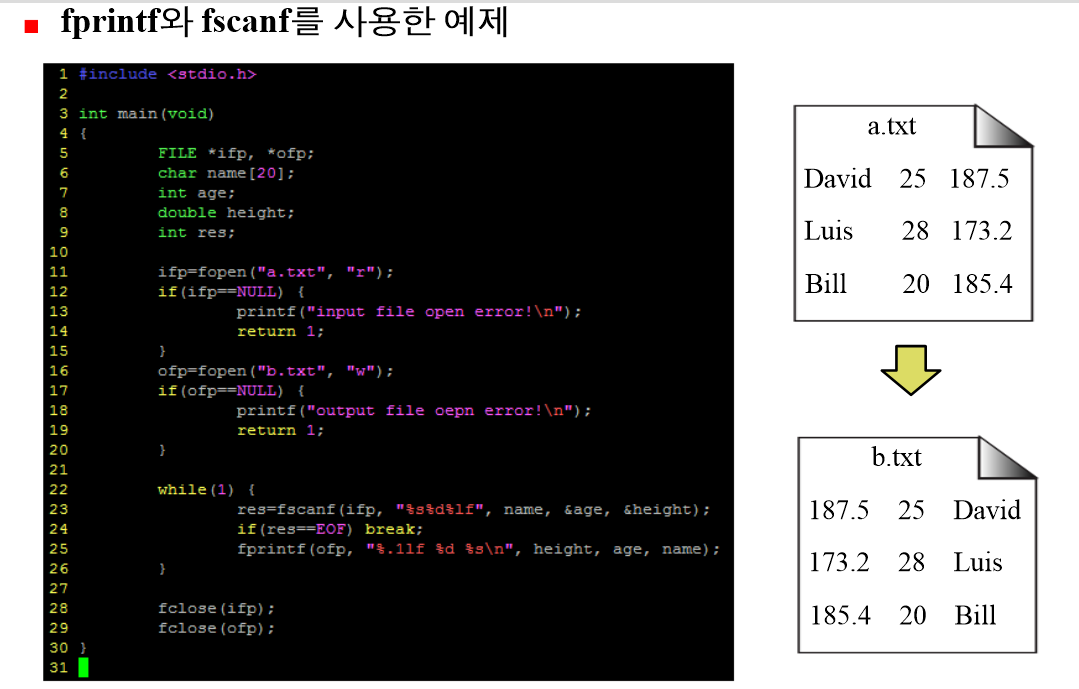 fprintf와 fscanf를 사용한 예제
1 #include <stdio.h>
2
3 int main(void)
4 {
5         FILE *ifp, *ofp;
6         char name[20];
7         int age;
8         double height;
9         int res;
10
11         ifp=fopen("a.txt", "r");
12         if(ifp==NULL) {
13                 printf("input file open error!\n");
14                 return 1;
15         }
16         ofp=fopen("b.txt", "w");
17         if(ofp==NULL) {
18                 printf("output file oepn error!\n");
19                 return 1;
20         }
21
22         while(1) {
23                 res=fscanf(ifp, "%s%d%lf", name, &age, &height);
24                 if(res==EOF) break;
25                 fprintf(ofp, "%.1lf %d %s\n", height, age, name);
26         }
27
28         fclose(ifp);
29         fclose(ofp);
30 }
31
a.txt
David 25 187.5
Luis 28 173.2
Bill 20 185.4
b.txt
187.5 25 David
173.2 28 Luis
185.4 20 Bill